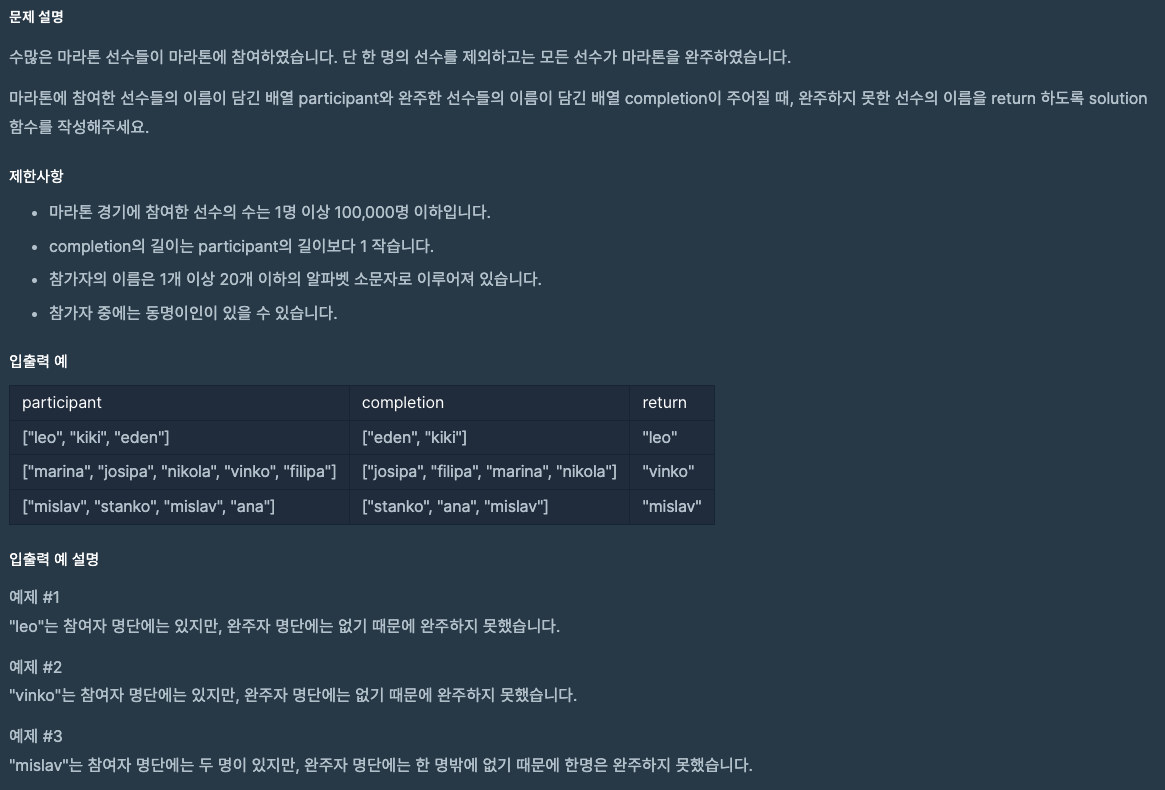 문제 설명
수많은 마라톤 선수들이 마라톤에 참여하였습니다. 단 한 명의 선수를 제외하고는 모든 선수가 마라톤을 완주하였습니다.
마라톤에 참여한 선수들의 이름이 담긴 배열 participant와 완주한 선수들의 이름이 담긴 배열 completion이 주어질 때, 완주하지 못한 선수의 이름을 return 하도록 solution
함수를 작성해주세요.
제한사항
• 마라톤 경기에 참여한 선수의 수는 1명 이상 100,000명 이하입니다.
• completion의 길이는 participant의 길이보다 1 작습니다.
• 참가자의 이름은 1개 이상 20개 이하의 알파벳 소문자로 이루어져 있습니다.
• 참가자 중에는 동명이인이 있을 수 있습니다.
입출력 예
participant completion return
["leo", "kiki", "eden"] ["eden", "kiki"] "leo"
["marina", "josipa", "nikola", "vinko", "filipa"] ["josipa", "filipa", "marina", "nikola"] "vinko"
["mislav", "stanko", "mislav", "ana"] ["stanko", "ana", "mislav"] "mislav"
입출력 예 설명
예제 #1
"leo"는 참여자 명단에는 있지만, 완주자 명단에는 없기 때문에 완주하지 못했습니다.
예제 #2
"vinko"는 참여자 명단에는 있지만, 완주자 명단에는 없기 때문에 완주하지 못했습니다.
예제 #3
"mislav"는 참여자 명단에는 두 명이 있지만, 완주자 명단에는 한 명밖에 없기 때문에 한명은 완주하지 못했습니다.